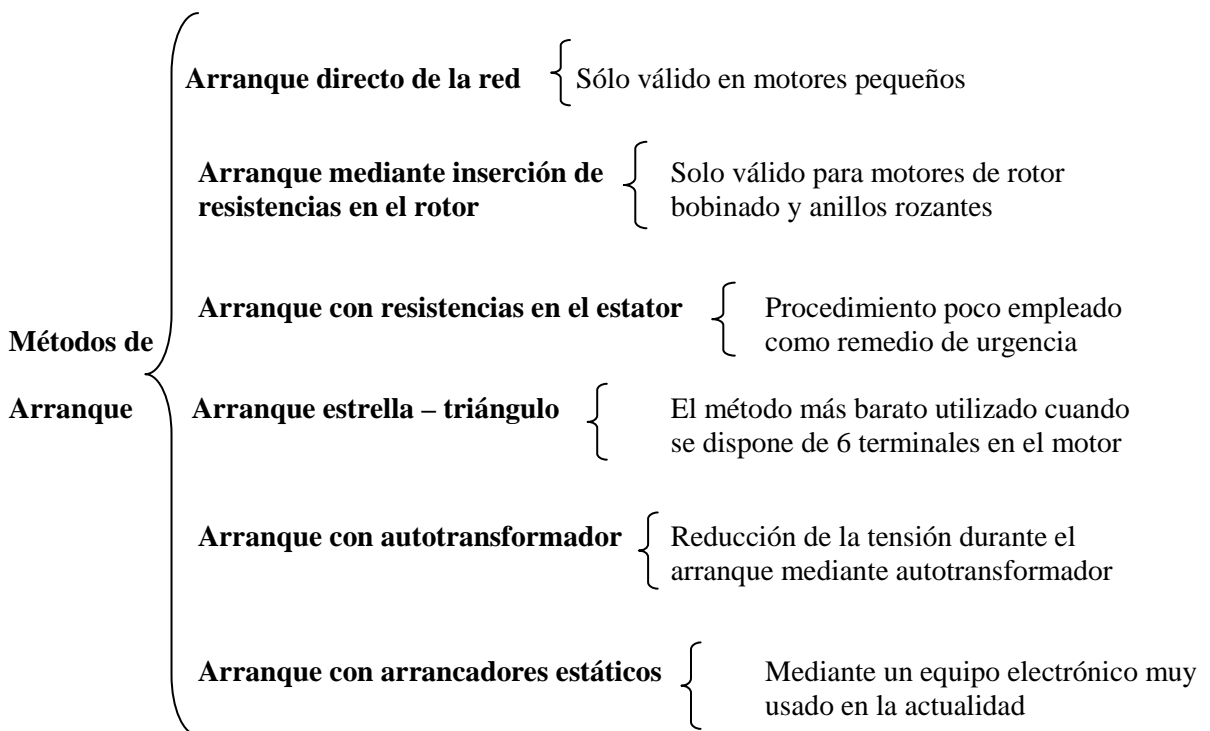 Métodos de
Arranque
Arranque directo de la red
Sólo válido en motores pequeños
Arranque mediante inserción de
resistencias en el rotor
Solo válido para motores de rotor
bobinado y anillos rozantes
Arranque con resistencias en el estator
Procedimiento poco empleado
como remedio de urgencia
Arranque estrella – triángulo
El método más barato utilizado cuando
se dispone de 6 terminales en el motor
Arranque con autotransformador
Reducción de la tensión durante el
arranque mediante autotransformador
Arranque con arrancadores estáticos
Mediante un equipo electrónico muy
usado en la actualidad